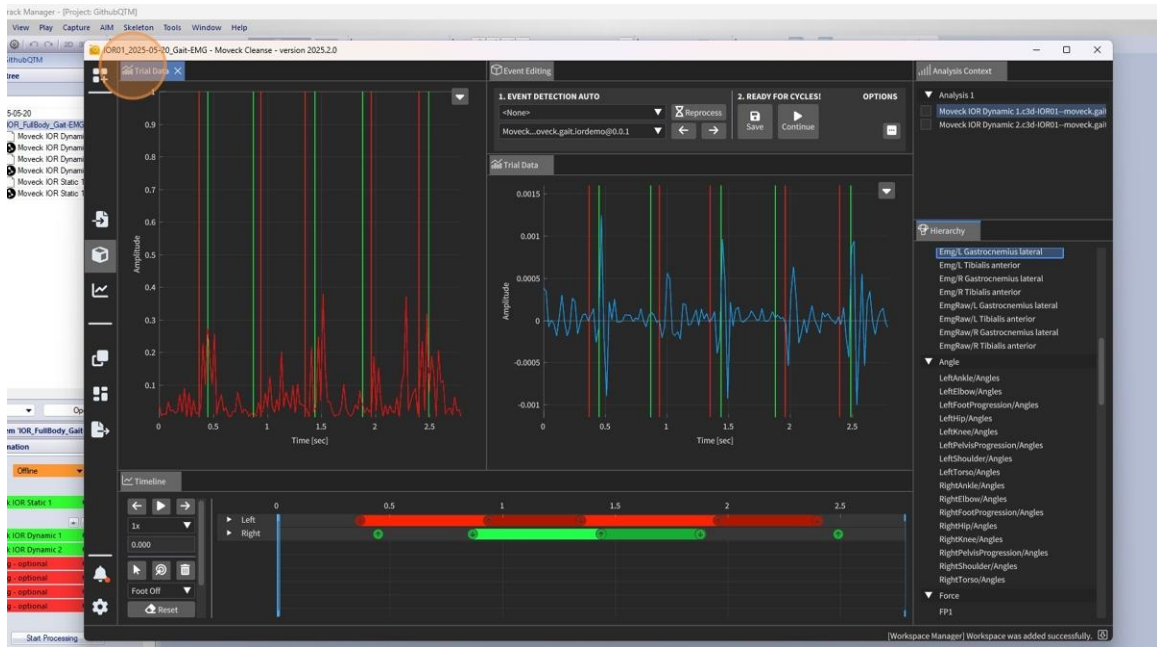 rack Manager - [Project: GithubQTM]
View Play Capture AIM Skeleton Tools Window Help
GithubQTM
tree
5-05-20
IOR_FullBody_Gait-EMG
Moveck IOR Dynam
Moveck IOR Dynam
Moveck IOR Dynam
Moveck IOR Dynam
Moveck IOR Static 1
Moveck IOR Static 1
Op
em 'IOR_FullBody_Gait
mation
Offline
k IOR Static 1
k IOR Dynamic 1
k IOR Dynamic 2
g - optional
g - optional
g - optional
g - optional
Start Processing
IOR01_2025-05-20_Gait-EMG - Moveck Cleanse - version 2025.2.0
Trial Data
1
0.9
0.8
0.7
0.6
0.5
0.4
0.3
0.2
0.1
Amplitude
0 0.5 1 1.5 2 2.5
Time [sec]
Event Editing
1. EVENT DETECTION AUTO
2. READY FOR CYCLES!
OPTIONS
<None>
Reprocess
Moveck...oveck.gait.iordemo@0.0.1
Save
Continue
Trial Data
0.0015
0.001
0.0005
0
-0.0005
-0.001
Amplitude
0 0.5 1 1.5 2 2.5
Time [sec]
Analysis Context
Analysis 1
Moveck IOR Dynamic 1.c3d-IOR01--moveck.gait
Moveck IOR Dynamic 2.c3d-IOR01--moveck.gait
Hierarchy
Emg/L Gastrocnemius lateral
Emg/L Tibialis anterior
Emg/R Gastrocnemius lateral
Emg/R Tibialis anterior
EmgRaw/L Gastrocnemius lateral
EmgRaw/L Tibialis anterior
EmgRaw/R Gastrocnemius lateral
EmgRaw/R Tibialis anterior
Angle
LeftAnkle/Angles
LeftElbow/Angles
LeftFootProgression/Angles
LeftHip/Angles
LeftKnee/Angles
LeftPelvisProgression/Angles
LeftShoulder/Angles
LeftTorso/Angles
RightAnkle/Angles
RightElbow/Angles
RightFootProgression/Angles
RightHip/Angles
RightKnee/Angles
RightPelvisProgression/Angles
RightShoulder/Angles
RightTorso/Angles
Force
FP1
Timeline
1x
0.000
Foot Off
Reset
0 0.5 1 1.5 2 2.5
Left
Right
[Workspace Manager] Workspace was added successfully.